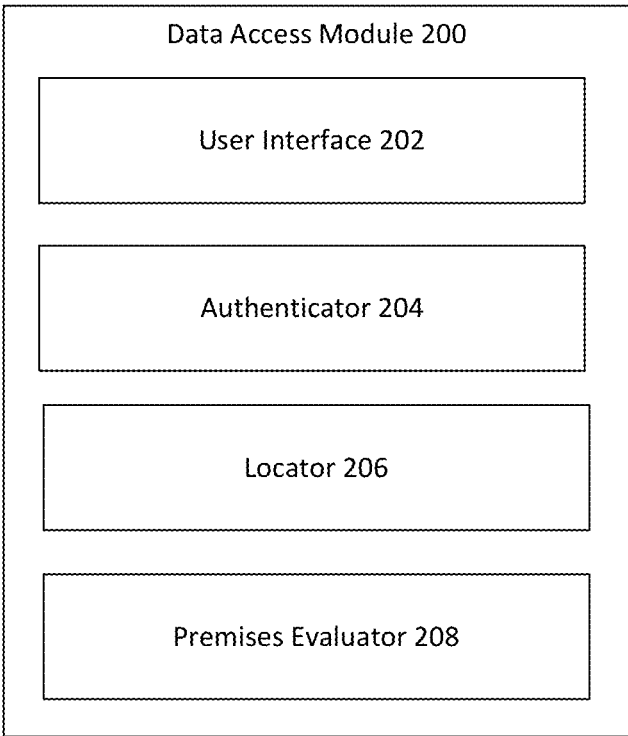 Data Access Module 200
User Interface 202
Authenticator 204
Locator 206
Premises Evaluator 208